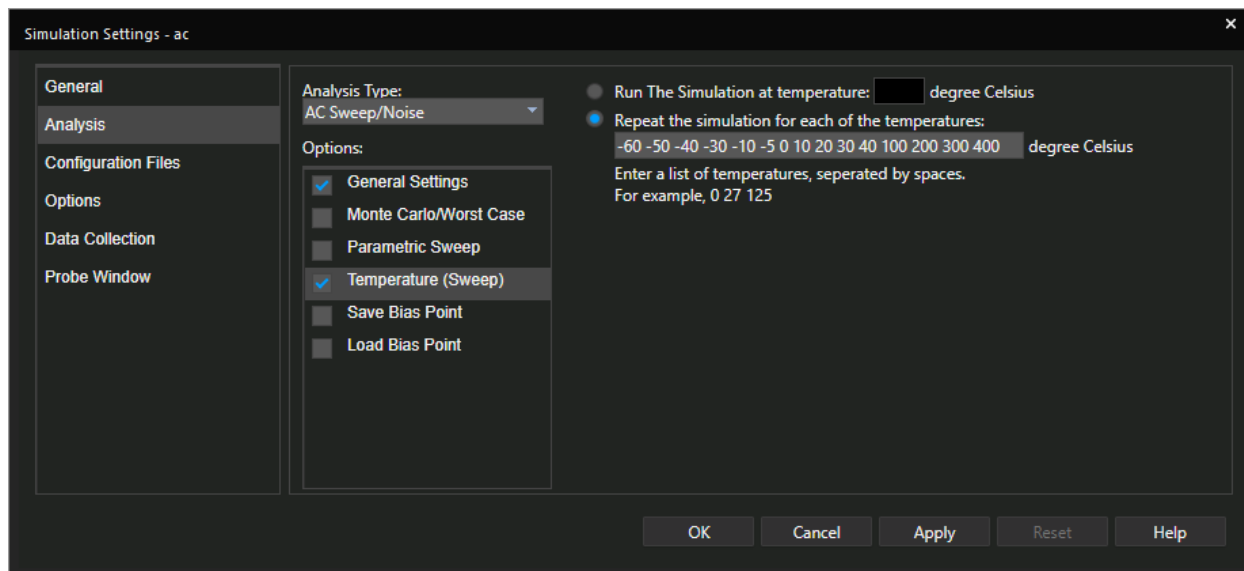 Simulation Settings - ac
General
Analysis
Configuration Files
Options
Data Collection
Probe Window
Analysis Type:
AC Sweep/Noise
Options:
General Settings
Monte Carlo/Worst Case
Parametric Sweep
Temperature (Sweep)
Save Bias Point
Load Bias Point
Run The Simulation at temperature: degree Celsius
Repeat the simulation for each of the temperatures:
-60 -50 -40 -30 -10 -5 0 10 20 30 40 100 200 300 400 degree Celsius
Enter a list of temperatures, seperated by spaces.
For example, 0 27 125
OK Cancel Apply Reset Help